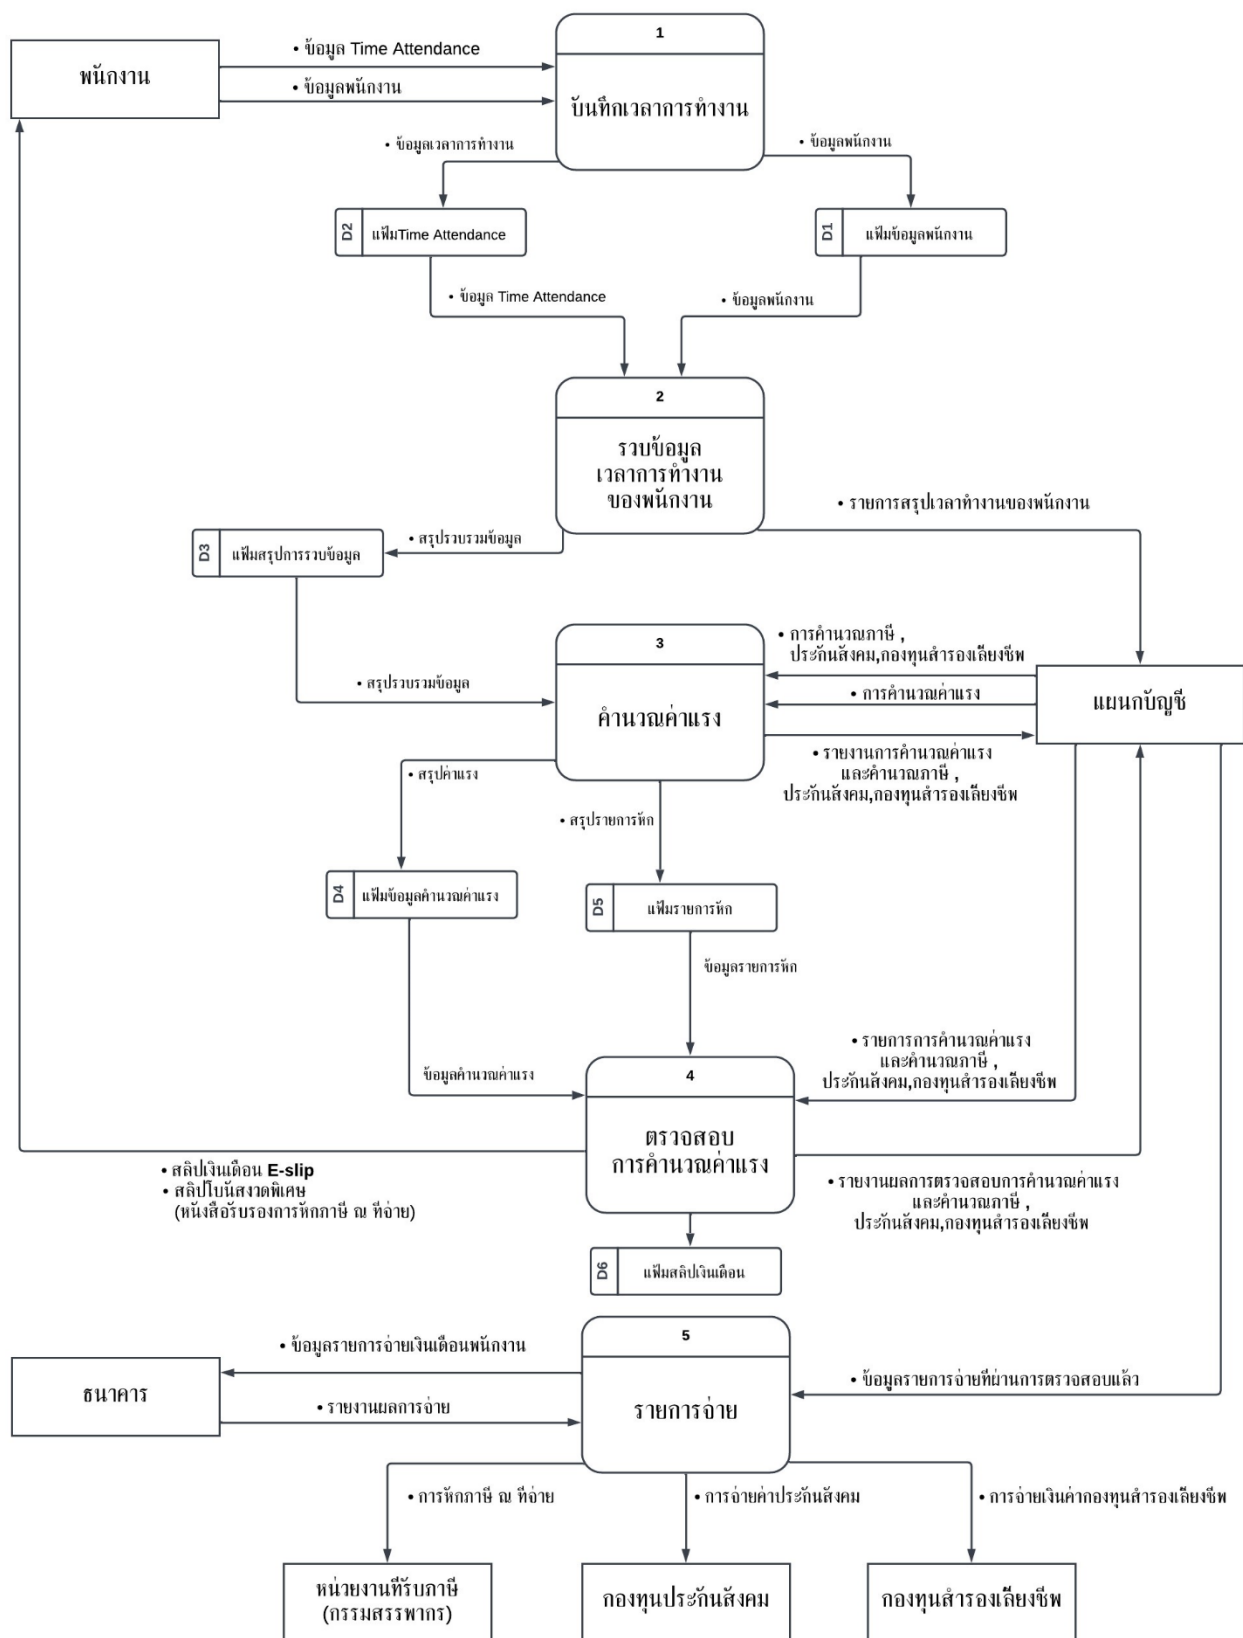 1
• ข้อมูล Time Attendance
พนักงาน
• ข้อมูลพนักงาน
บันทึกเวลาการทำงาน
• ข้อมูลเวลาการทำงาน
• ข้อมูลพนักงาน
D2
แฟ้มTime Attendance
D1
แฟ้มข้อมูลพนักงาน
• ข้อมูล Time Attendance
• ข้อมูลพนักงาน
2
รวบข้อมูล
เวลาการทำงาน
ของพนักงาน
• รายการสรุปเวลาทำงานของพนักงาน
• สรุปรวบรวมข้อมูล
D3
แฟ้มสรุปการรวบข้อมูล
3
• การคำนวณภาษี ,
ประกันสังคม,กองทุนสำรองเลี้ยงชีพ
• สรุปรวบรวมข้อมูล
• การคำนวณค่าแรง
แผนกบัญชี
คำนวณค่าแรง
• รายงานการคำนวณค่าแรง
และคำนวณภาษี ,
ประกันสังคม,กองทุนสำรองเลี้ยงชีพ
• สรุปค่าแรง
• สรุปรายการหัก
D4
แฟ้มข้อมูลคำนวณค่าแรง
D5
แฟ้มรายการหัก
ข้อมูลรายการหัก
• รายการการคำนวณค่าแรง
และคำนวณภาษี ,
ประกันสังคม,กองทุนสำรองเลี้ยงชีพ
ข้อมูลคำนวณค่าแรง
4
ตรวจสอบ
การคำนวณค่าแรง
• สลิปเงินเดือน E-slip
• สลิปโบนัสงวดพิเศษ
(หนังสือรับรองการหักภาษี ณ ที่จ่าย)
• รายงานผลการตรวจสอบการคำนวณค่าแรง
และคำนวณภาษี ,
ประกันสังคม,กองทุนสำรองเลี้ยงชีพ
D6
แฟ้มสลิปเงินเดือน
5
• ข้อมูลรายการจ่ายเงินเดือนพนักงาน
• ข้อมูลรายการจ่ายที่ผ่านการตรวจสอบแล้ว
ธนาคาร
• รายงานผลการจ่าย
รายการจ่าย
• การหักภาษี ณ ที่จ่าย
• การจ่ายค่าประกันสังคม
• การจ่ายเงินค่ากองทุนสำรองเลี้ยงชีพ
หน่วยงานที่รับภาษี
(กรรมสรรพากร)
กองทุนประกันสังคม
กองทุนสำรองเลี้ยงชีพ